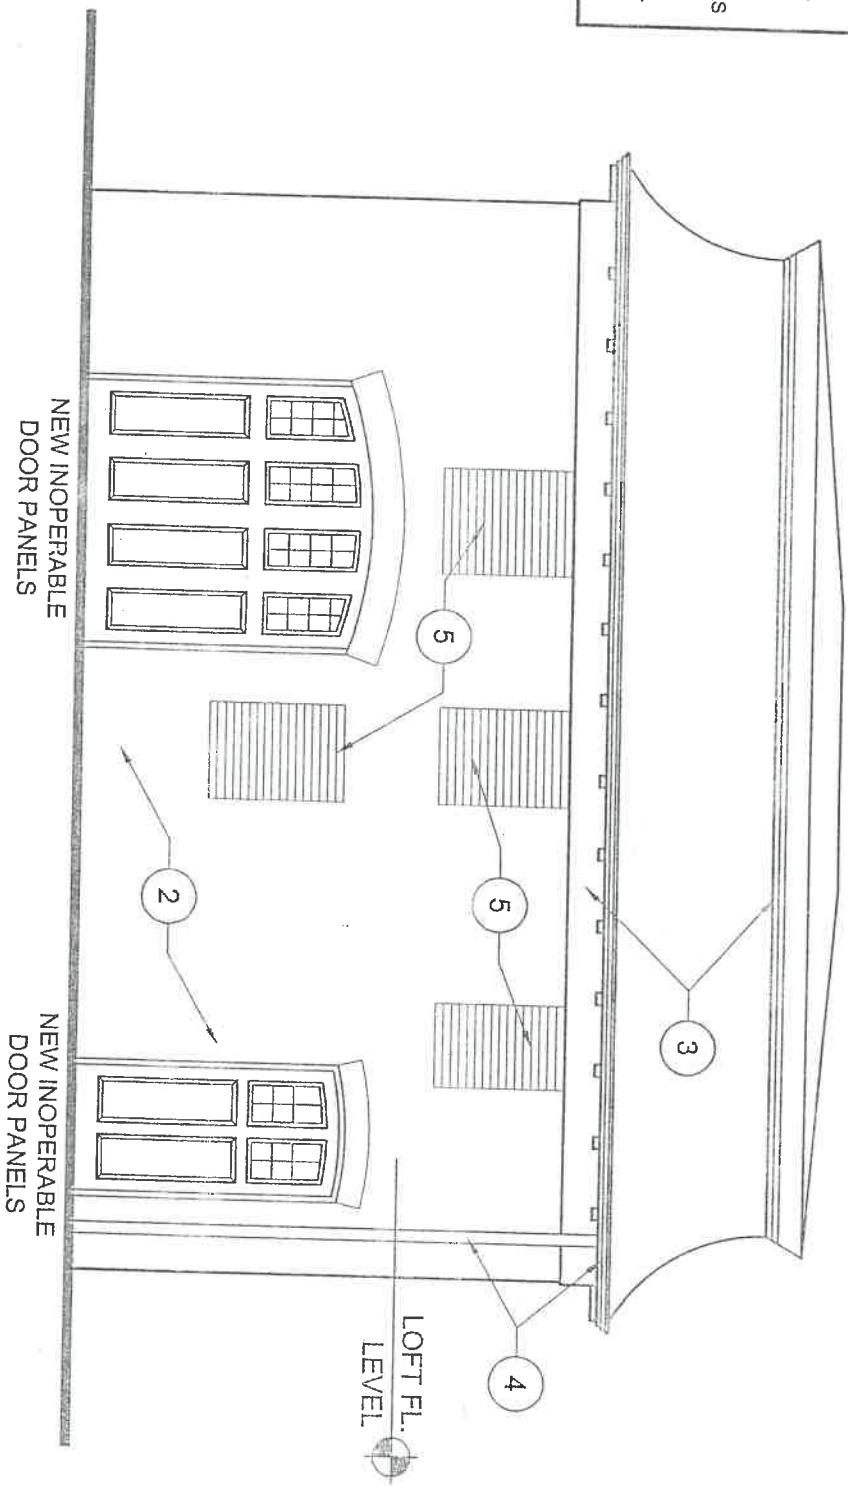 s
3
5
5
2
4
LOFT FL.
LEVEL
NEW INOPERABLE
DOOR PANELS
NEW INOPERABLE
DOOR PANELS